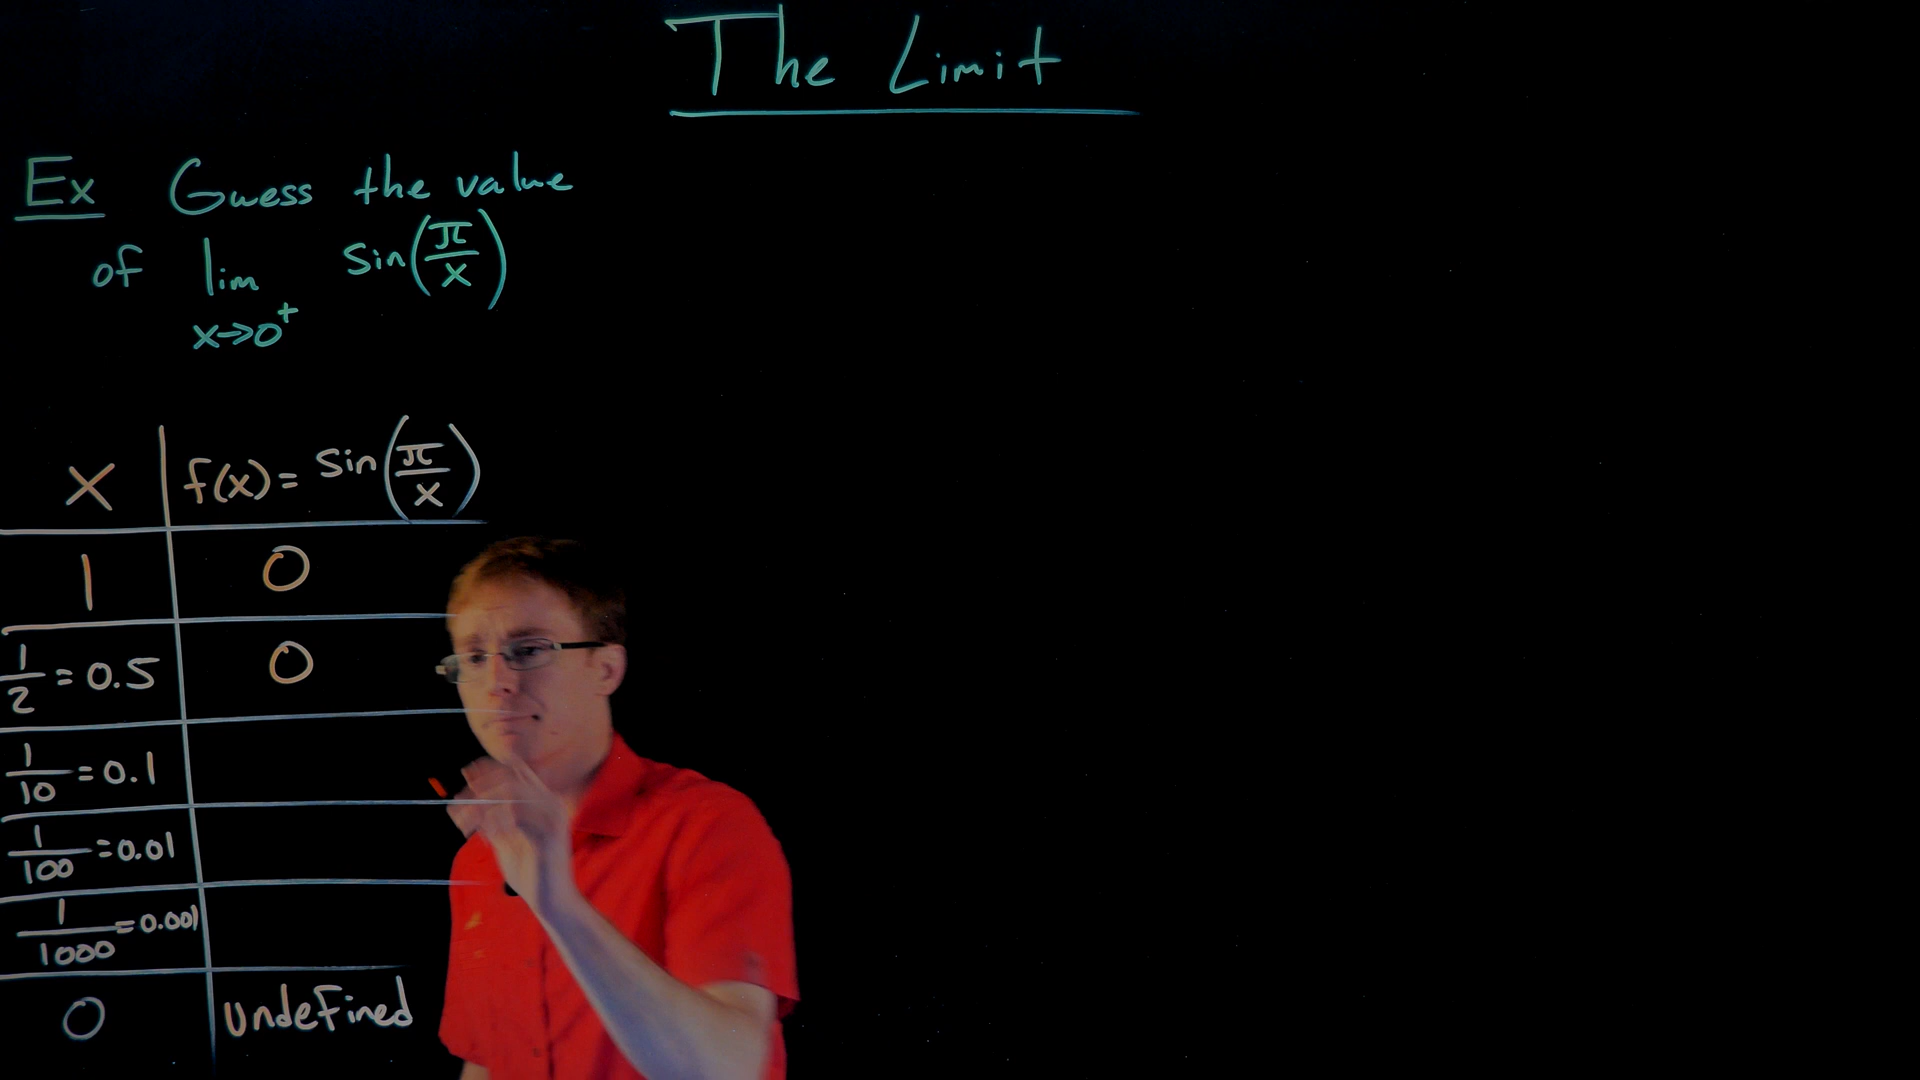 The Limit
Ex Guess the value
of lim sin(π/x)
x→0⁺
x | f(x) = sin(π/x)
1 | 0
1/2 = 0.5 | 0
1/10 = 0.1
1/100 = 0.01
1/1000 = 0.001
0 | undefined